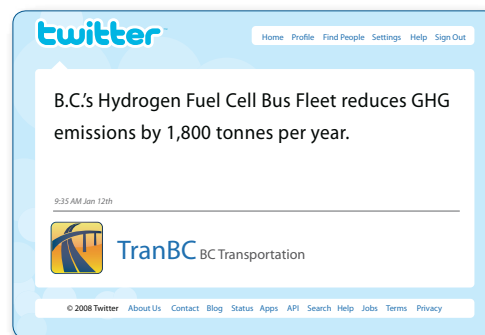 twitter
Home Profile Find People Settings Help Sign Out
B.C.'s Hydrogen Fuel Cell Bus Fleet reduces GHG
emissions by 1,800 tonnes per year.
9:35 AM Jan 12th
TranBC BC Transportation
© 2008 Twitter About Us Contact Blog Status Apps API Search Help Jobs Terms Privacy